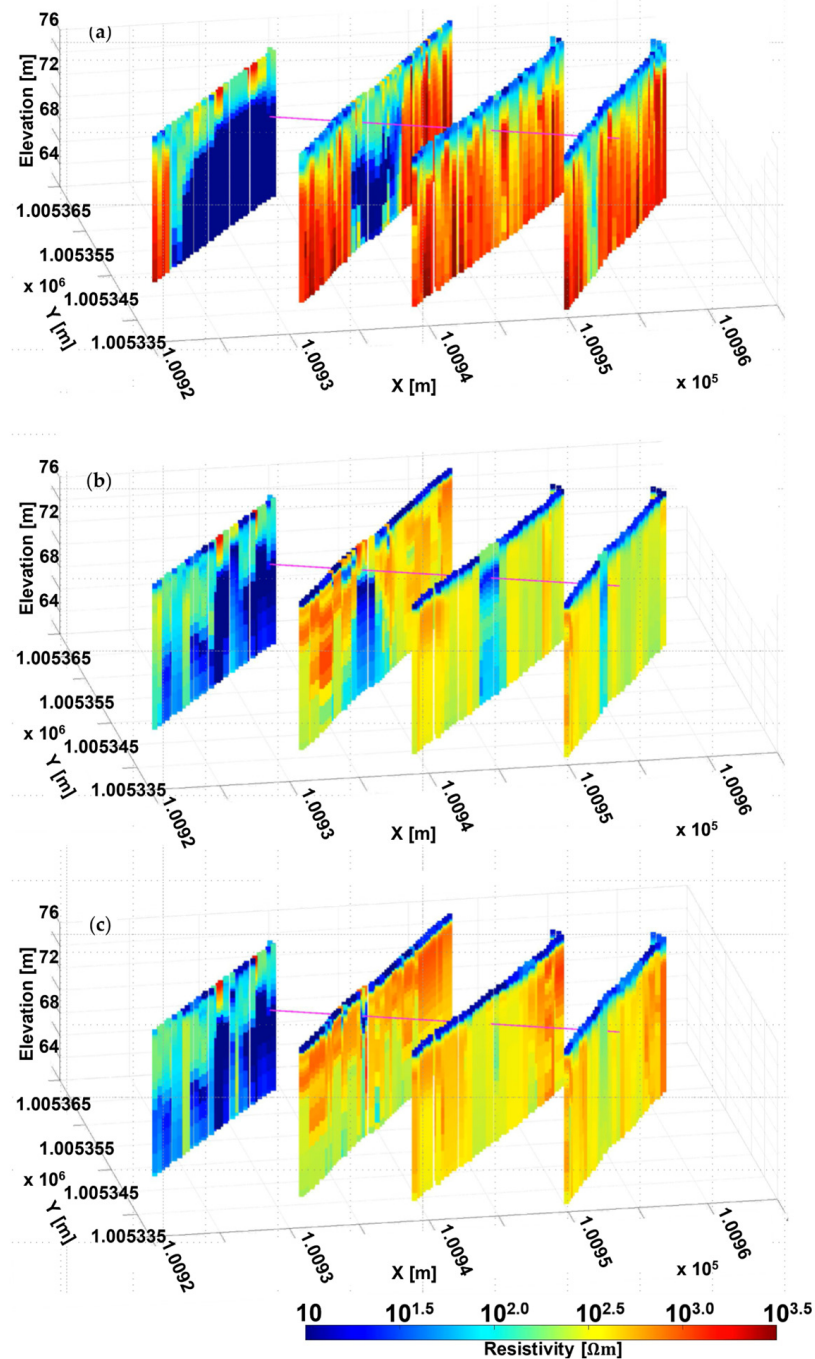 76
(a)
72
68
64
Elevation [m]
1.005365
1.005355
x 10⁶
1.005345
Y [m]
1.005335
1.0092
1.0093
1.0094
1.0095
1.0096
X [m]
x 10⁵
76
(b)
72
68
64
Elevation [m]
1.005365
1.005355
x 10⁶
1.005345
Y [m]
1.005335
1.0092
1.0093
1.0094
1.0095
1.0096
X [m]
x 10⁵
76
(c)
72
68
64
Elevation [m]
1.005365
1.005355
x 10⁶
1.005345
Y [m]
1.005335
1.0092
1.0093
1.0094
1.0095
1.0096
X [m]
x 10⁵
10 10^1.5 10^2.0 10^2.5 10^3.0 10^3.5
Resistivity [Ωm]